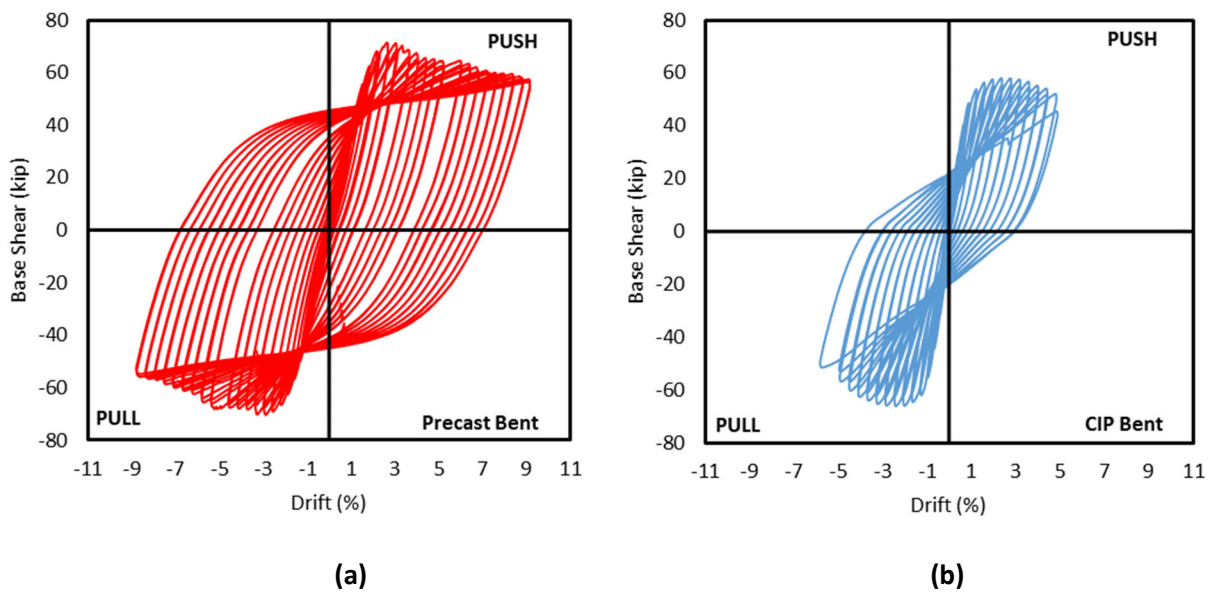 80
60
40
20
0
-20
-40
-60
-80
Base Shear (kip)
PUSH
PULL
Precast Bent
-11 -9 -7 -5 -3 -1 1 3 5 7 9 11
Drift (%)
(a)
80
60
40
20
0
-20
-40
-60
-80
Base Shear (kip)
PUSH
PULL
CIP Bent
-11 -9 -7 -5 -3 -1 1 3 5 7 9 11
Drift (%)
(b)